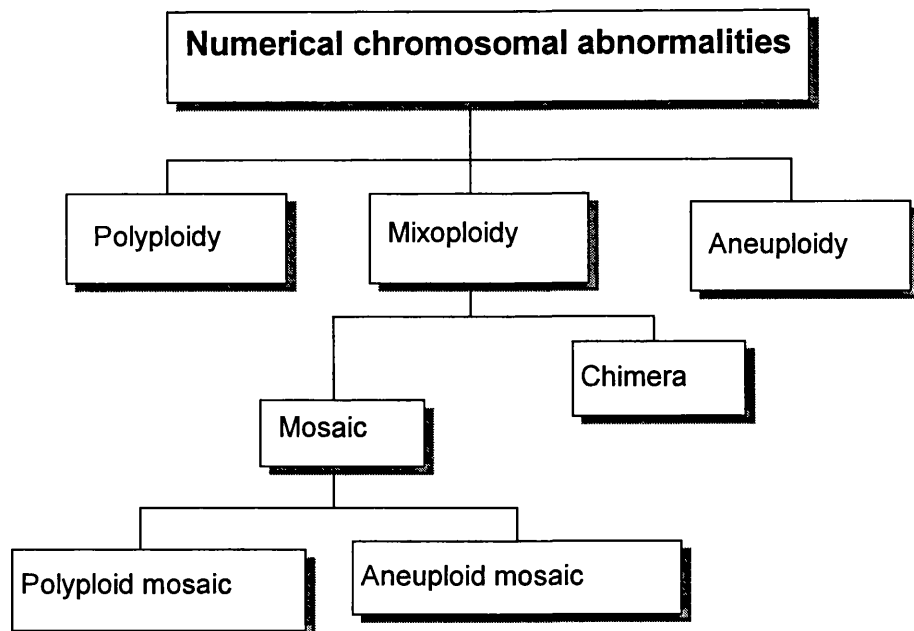 Numerical chromosomal abnormalities
Polyploidy
Mixoploidy
Aneuploidy
Chimera
Mosaic
Polyploid mosaic
Aneuploid mosaic